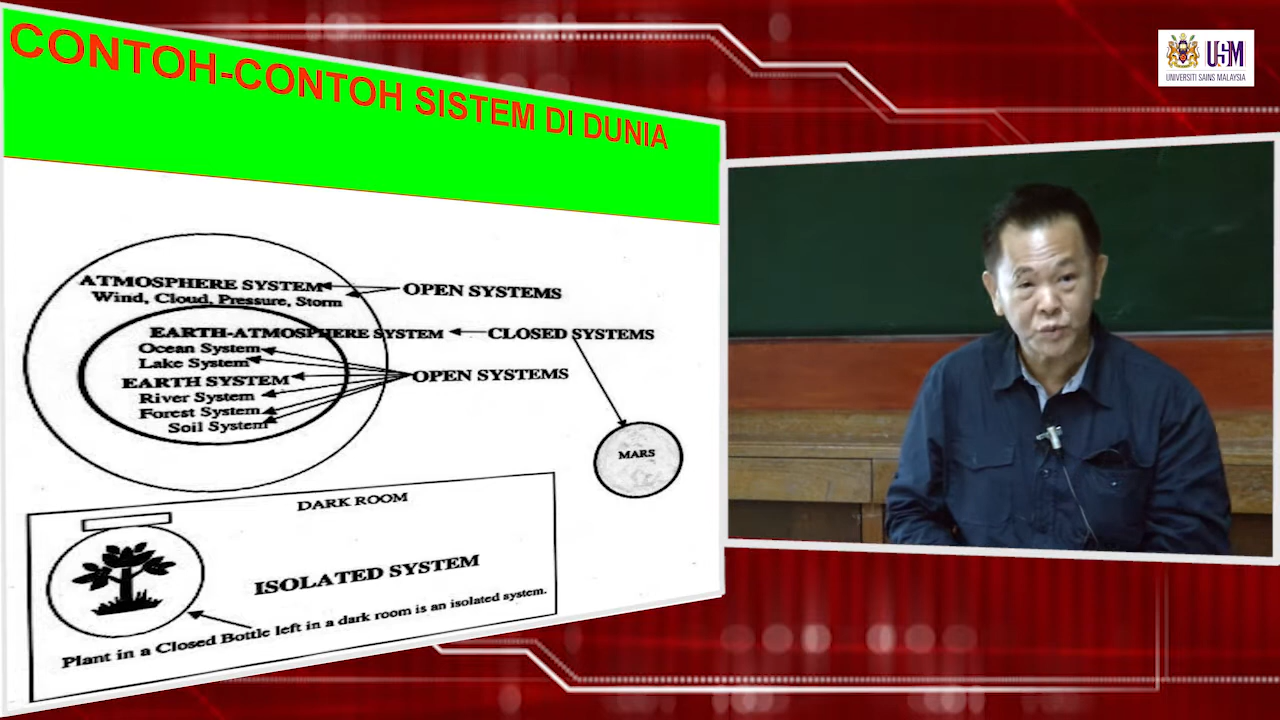 CONTOH-CONTOH SISTEM DI DUNIA
USM
UNIVERSITI SAINS MALAYSIA
ATMOSPHERE SYSTEM
Wind, Cloud, Pressure, Storm
OPEN SYSTEMS
EARTH-ATMOSPHERE SYSTEM
CLOSED SYSTEMS
Ocean System
Lake System
EARTH SYSTEM
OPEN SYSTEMS
River System
Forest System
Soil System
MARS
DARK ROOM
ISOLATED SYSTEM
Plant in a Closed Bottle left in a dark room is an isolated system.